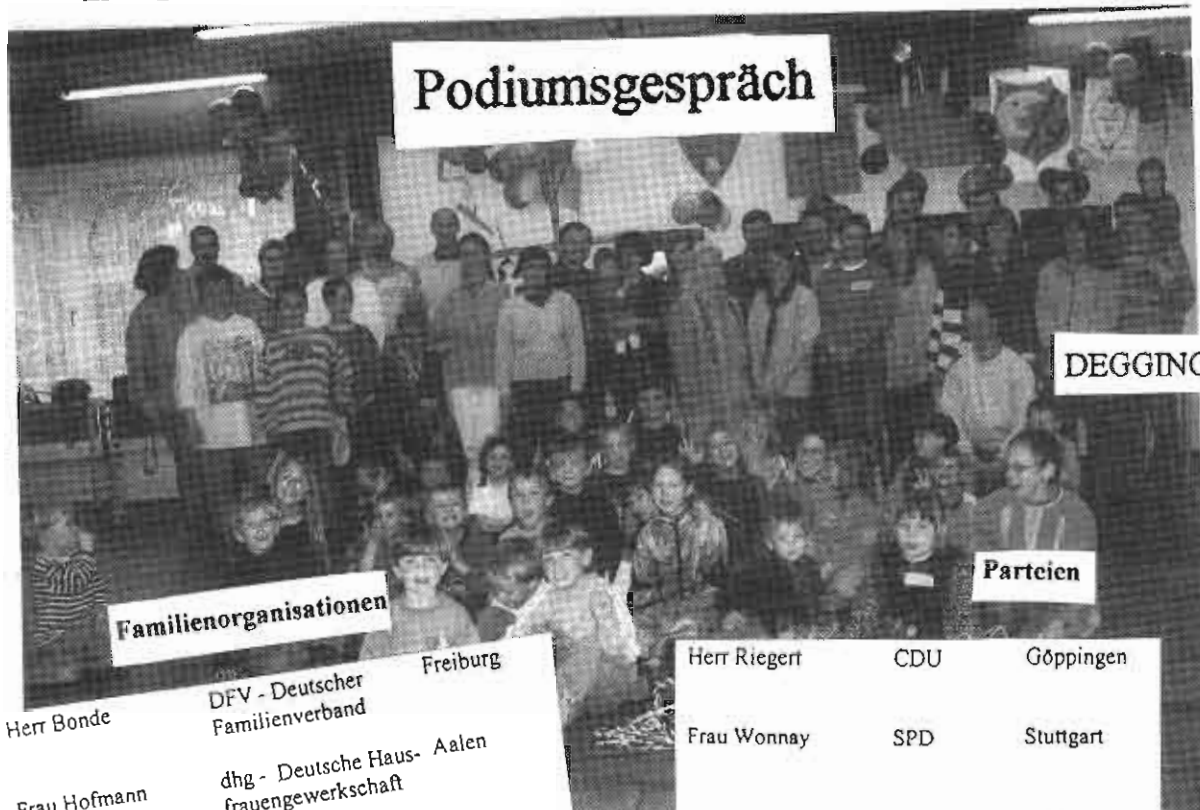 Podiumsgespräch
DEGGING
Familienorganisationen
Parteien
Herr Bonde DFV - Deutscher Freiburg
Familienverband
Frau Hofmann dhg - Deutsche Haus- Aalen
frauengewerkschaft
Herr Riegert CDU Göppingen
Frau Wonnay SPD Stuttgart